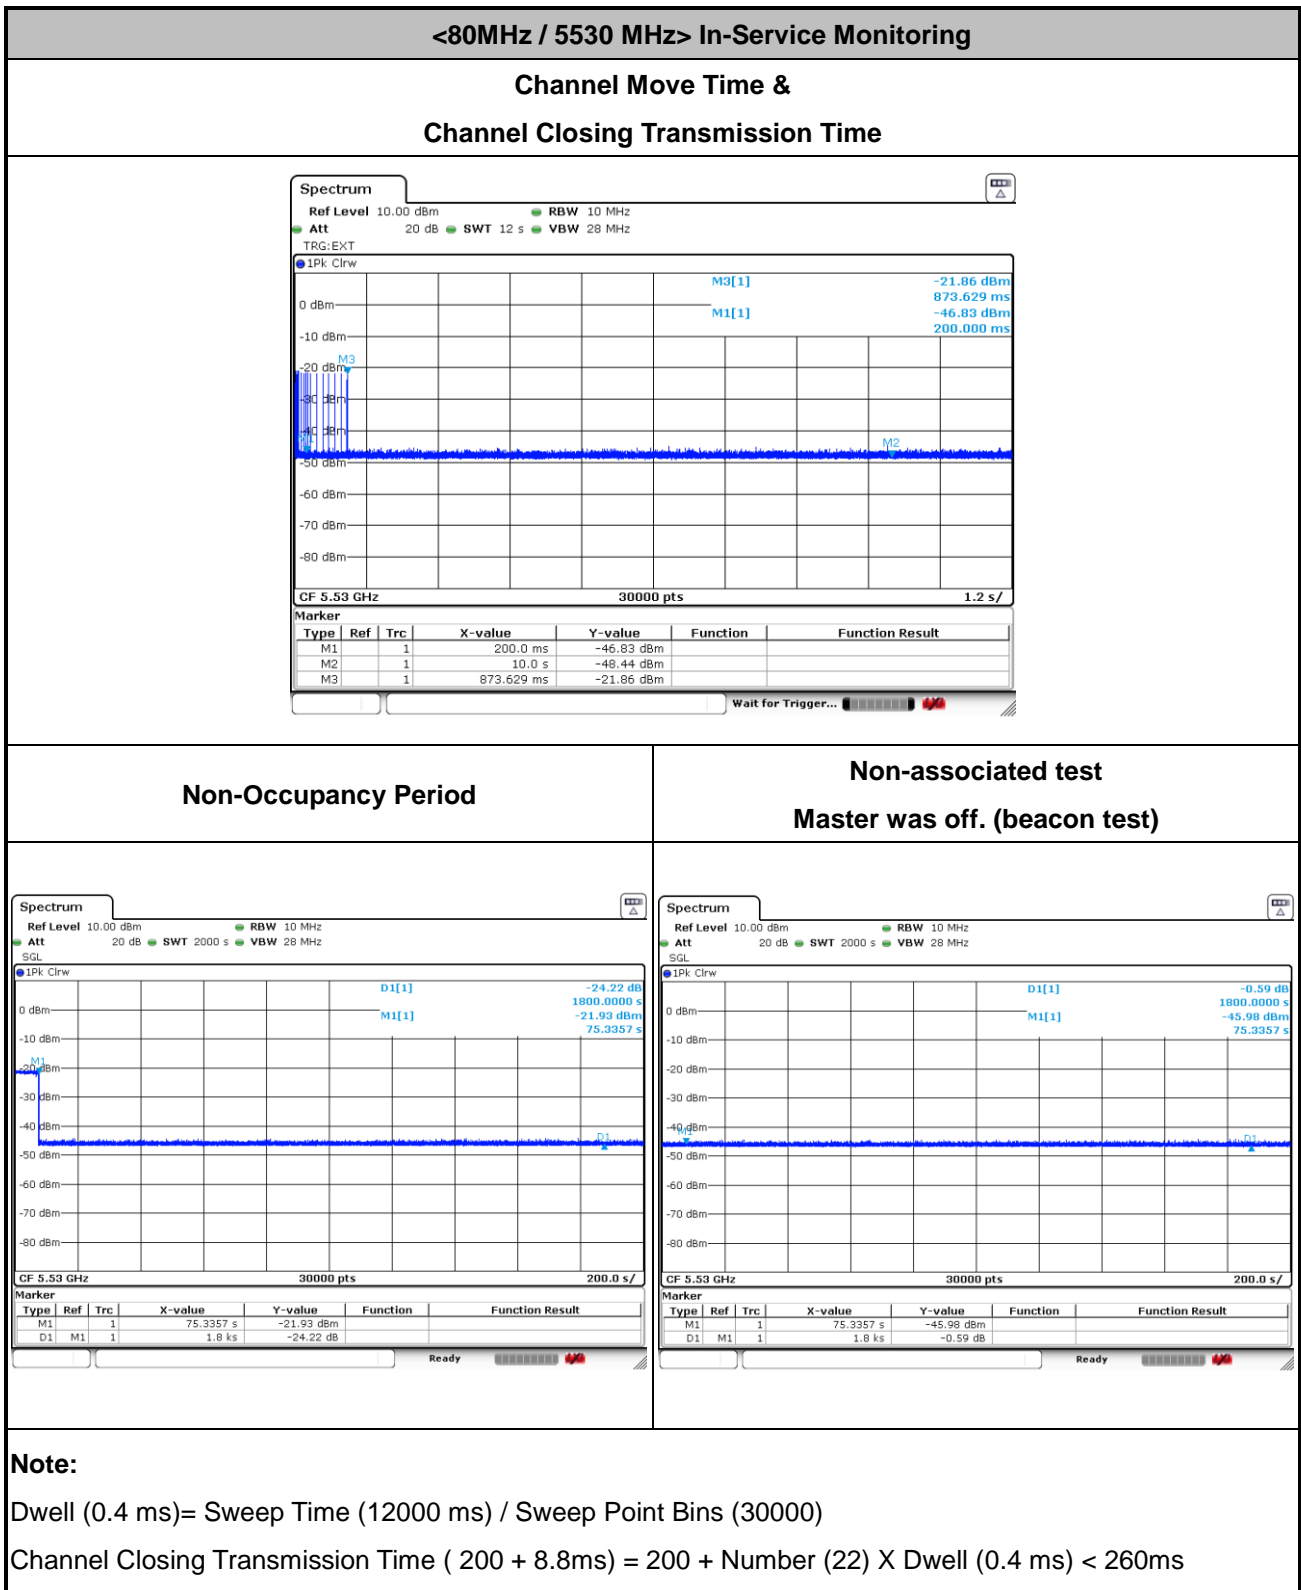 <80MHz / 5530 MHz> In-Service Monitoring
Channel Move Time &
Channel Closing Transmission Time
Spectrum
Ref Level 10.00 dBm RBW 10 MHz
Att 20 dB SWT 12 s VBW 28 MHz
TRG:EXT
1Pk Clrw
M3[1] -21.86 dBm
873.629 ms
M1[1] -46.83 dBm
200.000 ms
0 dBm
-10 dBm
-20 dBm
M3
-30 dBm
-40 dBm
M2
-50 dBm
-60 dBm
-70 dBm
-80 dBm
CF 5.53 GHz 30000 pts 1.2 s/
Marker
Type Ref Trc X-value Y-value Function Function Result
M1 1 200.0 ms -46.83 dBm
M2 1 10.0 s -48.44 dBm
M3 1 873.629 ms -21.86 dBm
Wait for Trigger...
Non-Occupancy Period
Spectrum
Ref Level 10.00 dBm RBW 10 MHz
Att 20 dB SWT 2000 s VBW 28 MHz
SGL
1Pk Clrw
D1[1] -24.22 dB
1800.0000 s
M1[1] -21.93 dBm
75.3357 s
0 dBm
-10 dBm
M1
-20 dBm
-30 dBm
-40 dBm
D1
-50 dBm
-60 dBm
-70 dBm
-80 dBm
CF 5.53 GHz 30000 pts 200.0 s/
Marker
Type Ref Trc X-value Y-value Function Function Result
M1 1 75.3357 s -21.93 dBm
D1 M1 1 1.8 ks -24.22 dB
Ready
Non-associated test
Master was off. (beacon test)
Spectrum
Ref Level 10.00 dBm RBW 10 MHz
Att 20 dB SWT 2000 s VBW 28 MHz
SGL
1Pk Clrw
D1[1] -0.59 dB
1800.0000 s
M1[1] -45.98 dBm
75.3357 s
0 dBm
-10 dBm
-20 dBm
-30 dBm
-40 dBm
M1
D1
-50 dBm
-60 dBm
-70 dBm
-80 dBm
CF 5.53 GHz 30000 pts 200.0 s/
Marker
Type Ref Trc X-value Y-value Function Function Result
M1 1 75.3357 s -45.98 dBm
D1 M1 1 1.8 ks -0.59 dB
Ready
Note:
Dwell (0.4 ms)= Sweep Time (12000 ms) / Sweep Point Bins (30000)
Channel Closing Transmission Time ( 200 + 8.8ms) = 200 + Number (22) X Dwell (0.4 ms) < 260ms